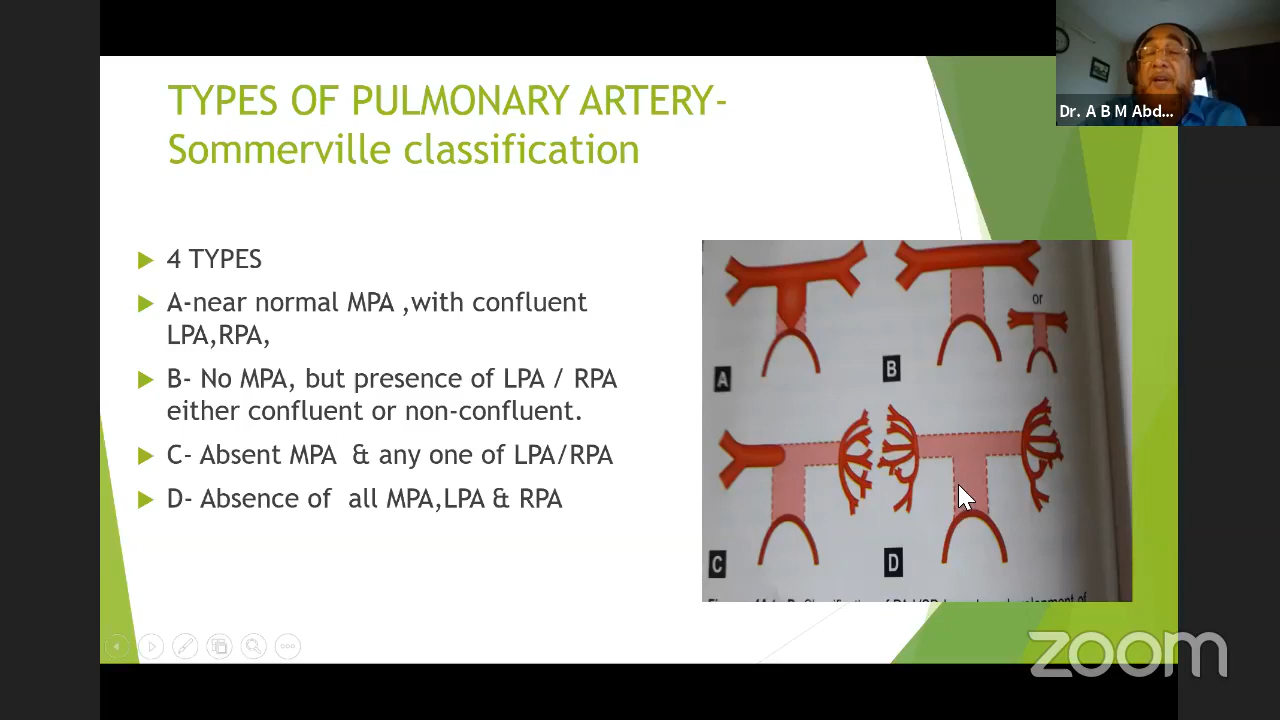 TYPES OF PULMONARY ARTERY-
Sommerville classification
4 TYPES
A-near normal MPA ,with confluent
LPA,RPA,
B- No MPA, but presence of LPA / RPA
either confluent or non-confluent.
C- Absent MPA & any one of LPA/RPA
D- Absence of all MPA,LPA & RPA
A
B
or
C
D
Dr. A B M Abd...
zoom